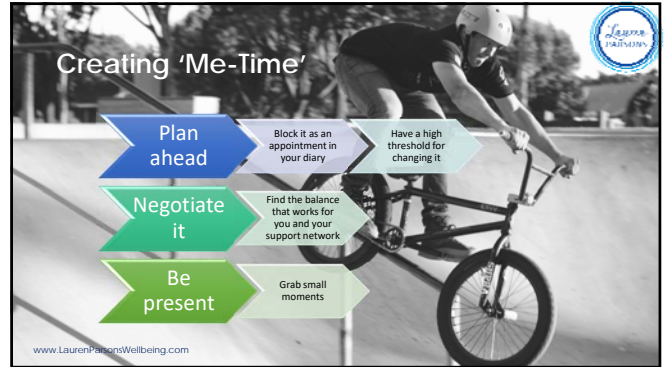 Creating 'Me-Time'
Lauren
PARSONS
Plan
ahead
Block it as an
appointment in
your diary
Have a high
threshold for
changing it
Negotiate
it
Find the balance
that works for
you and your
support network
Be
present
Grab small
moments
www.LaurenParsonsWellbeing.com